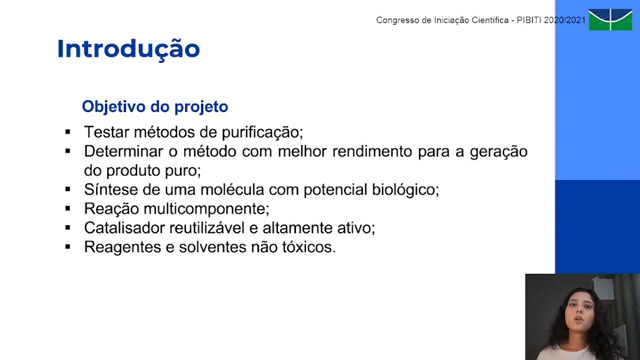 Congresso de Iniciação Científica - PIBITI 2020/2021
Introdução
Objetivo do projeto
▪ Testar métodos de purificação;
▪ Determinar o método com melhor rendimento para a geração
do produto puro;
▪ Síntese de uma molécula com potencial biológico;
▪ Reação multicomponente;
▪ Catalisador reutilizável e altamente ativo;
▪ Reagentes e solventes não tóxicos.